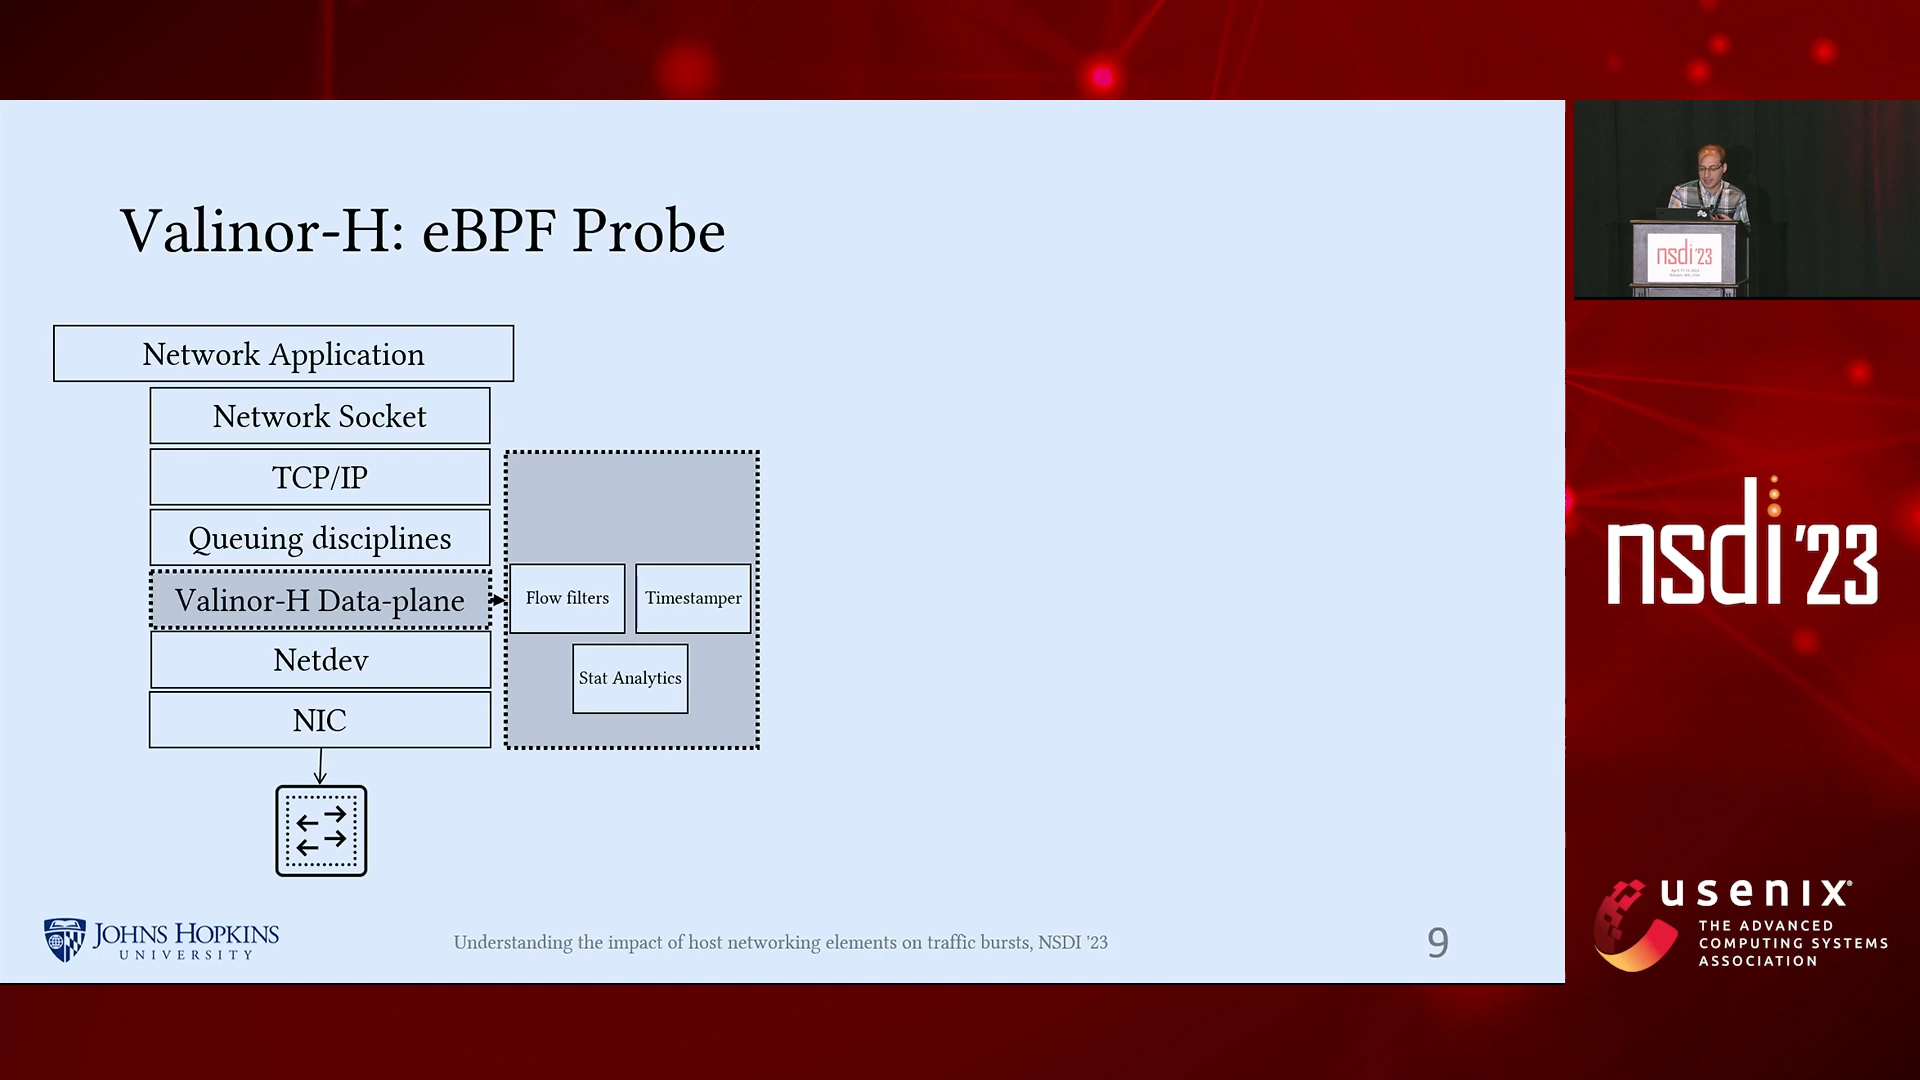 Valinor-H: eBPF Probe
Network Application
Network Socket
TCP/IP
Queuing disciplines
Valinor-H Data-plane
Flow filters
Timestamper
Netdev
Stat Analytics
NIC
JOHNS HOPKINS
UNIVERSITY
Understanding the impact of host networking elements on traffic bursts, NSDI '23
9
nsdi '23
nsdi '23
usenix®
THE ADVANCED
COMPUTING SYSTEMS
ASSOCIATION